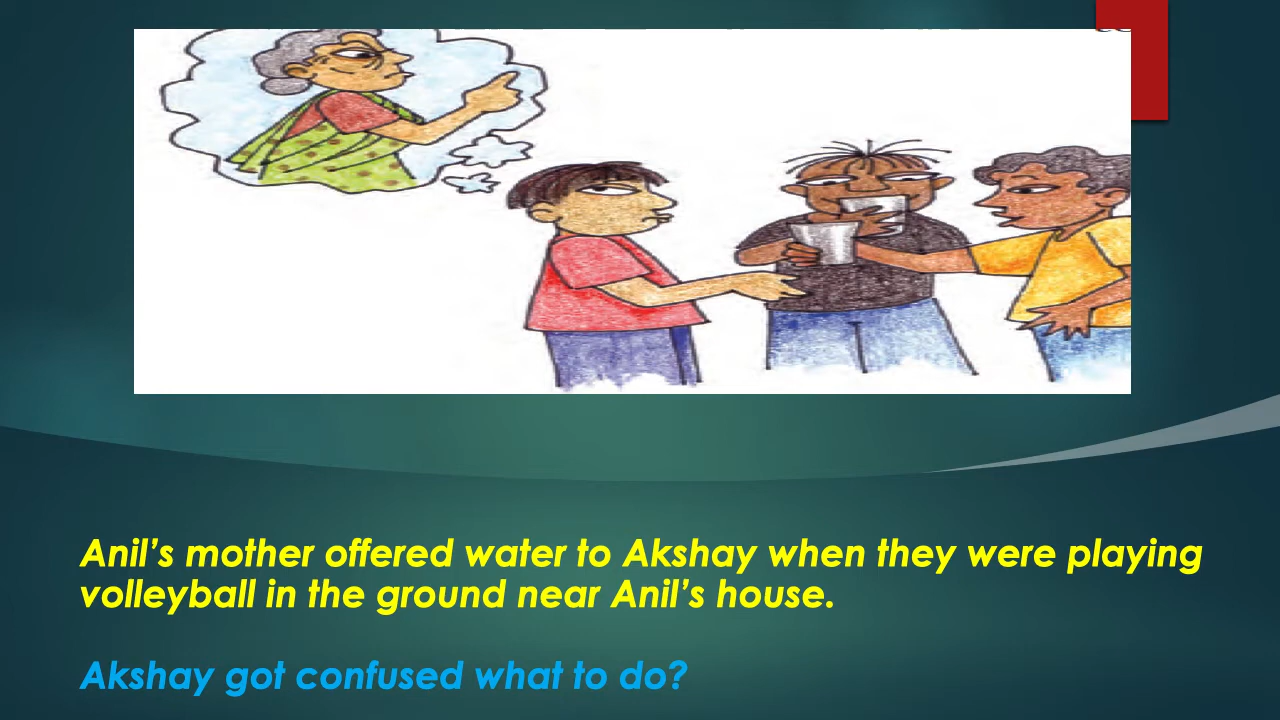 Anil’s mother offered water to Akshay when they were playing
volleyball in the ground near Anil’s house.
Akshay got confused what to do?